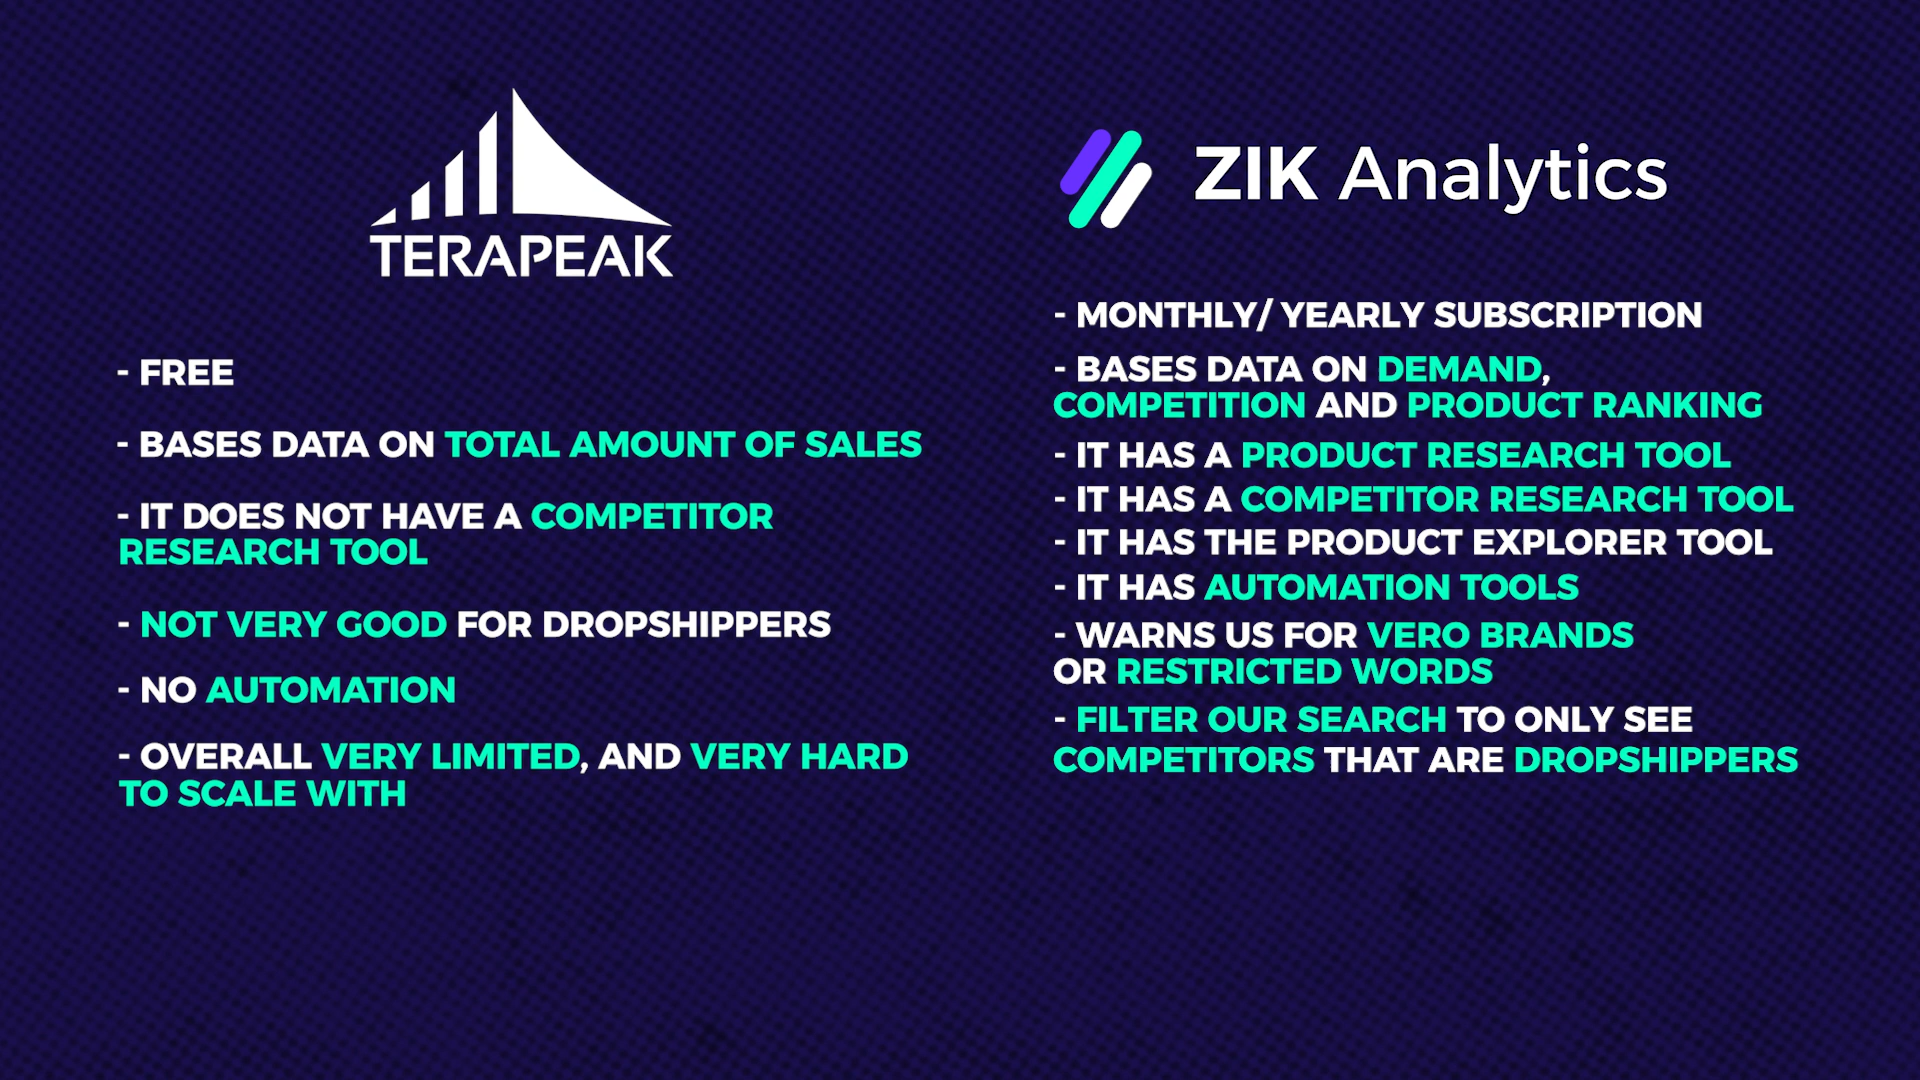 TERAPEAK
- FREE
- BASES DATA ON TOTAL AMOUNT OF SALES
- IT DOES NOT HAVE A COMPETITOR
RESEARCH TOOL
- NOT VERY GOOD FOR DROPSHIPPERS
- NO AUTOMATION
- OVERALL VERY LIMITED, AND VERY HARD
TO SCALE WITH
ZIK Analytics
- MONTHLY/ YEARLY SUBSCRIPTION
- BASES DATA ON DEMAND,
COMPETITION AND PRODUCT RANKING
- IT HAS A PRODUCT RESEARCH TOOL
- IT HAS A COMPETITOR RESEARCH TOOL
- IT HAS THE PRODUCT EXPLORER TOOL
- IT HAS AUTOMATION TOOLS
- WARNS US FOR VERO BRANDS
OR RESTRICTED WORDS
- FILTER OUR SEARCH TO ONLY SEE
COMPETITORS THAT ARE DROPSHIPPERS